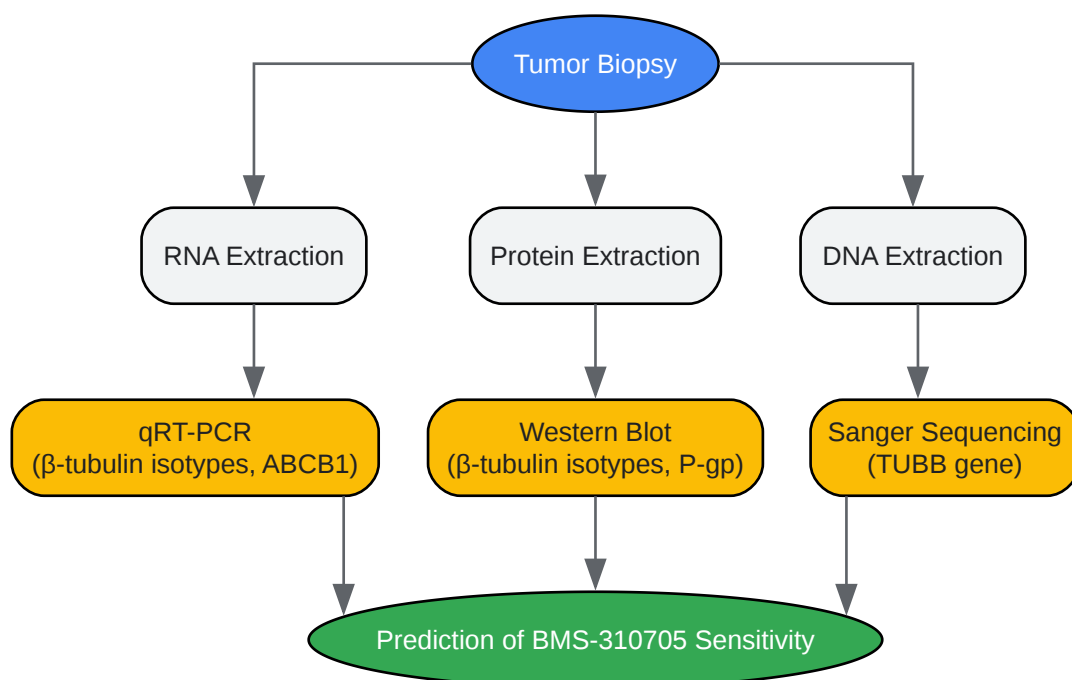 Tumor Biopsy
RNA Extraction
Protein Extraction
DNA Extraction
qRT-PCR
(β-tubulin isotypes, ABCB1)
Western Blot
(β-tubulin isotypes, P-gp)
Sanger Sequencing
(TUBB gene)
Prediction of BMS-310705 Sensitivity